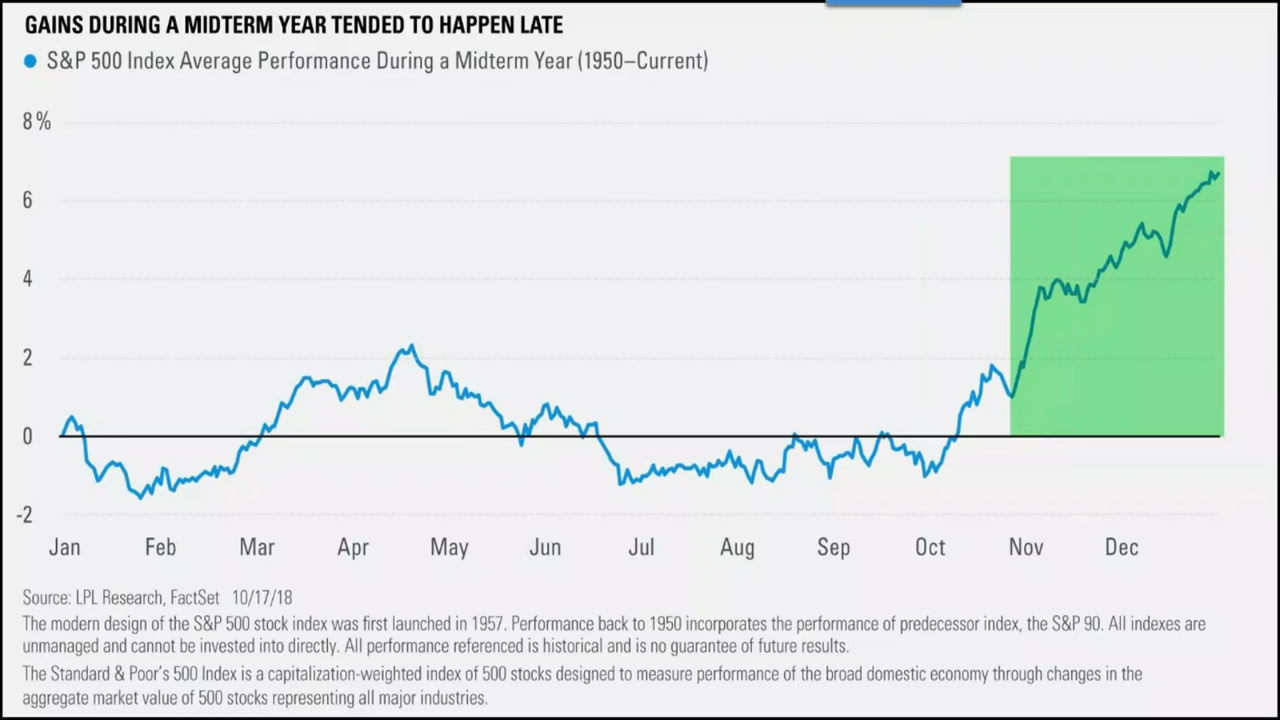 GAINS DURING A MIDTERM YEAR TENDED TO HAPPEN LATE
S&P 500 Index Average Performance During a Midterm Year (1950–Current)
8%
6
4
2
0
-2
Jan Feb Mar Apr May Jun Jul Aug Sep Oct Nov Dec
Source: LPL Research, FactSet 10/17/18
The modern design of the S&P 500 stock index was first launched in 1957. Performance back to 1950 incorporates the performance of predecessor index, the S&P 90. All indexes are
unmanaged and cannot be invested into directly. All performance referenced is historical and is no guarantee of future results.
The Standard & Poor's 500 Index is a capitalization-weighted index of 500 stocks designed to measure performance of the broad domestic economy through changes in the
aggregate market value of 500 stocks representing all major industries.